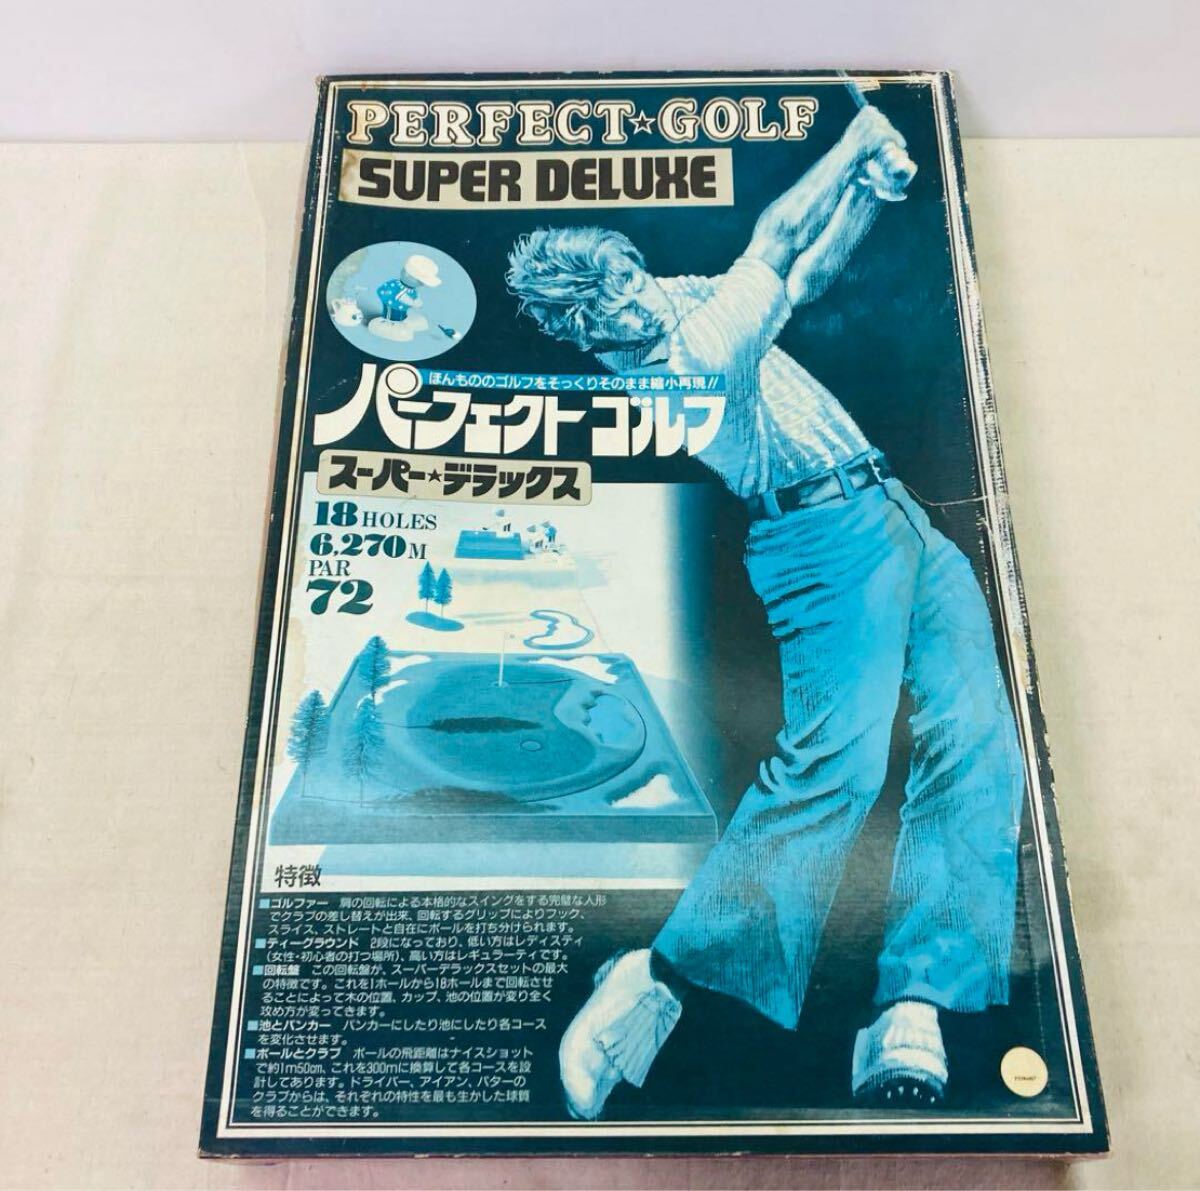 PERFECT☆GOLF
SUPER DELUXE
ほんもののゴルフをそっくりそのまま縮小再現!!
パーフェクトゴルフ
スーパー★デラックス
18 HOLES
6,270M
PAR
72
特徴
■ゴルファー 肩の回転による本格的なスイングをする完璧な人形
でクラブの差し替えが出来、回転するグリップによりフック、
スライス、ストレートと自在にボールを打ち分けられます。
■ティーグラウンド 2段になっており、低い方はレディスティ
(女性・初心者の打つ場所)、高い方はレギュラーティです。
■回転盤 この回転盤が、スーパーデラックスセットの最大
の特徴です。これを1ホールから18ホールまで回転させ
ることによって木の位置、カップ、池の位置が変り全く
攻め方が変ってきます。
■池とバンカー バンカーにしたり池にしたり各コース
を変化させます。
■ボールとクラブ ボールの飛距離はナイスショット
で約1m50cm、これを300mに換算して各コースを設
計してあります。ドライバー、アイアン、パターの
クラブからは、それぞれの特性を最も生かした球質
を得ることができます。